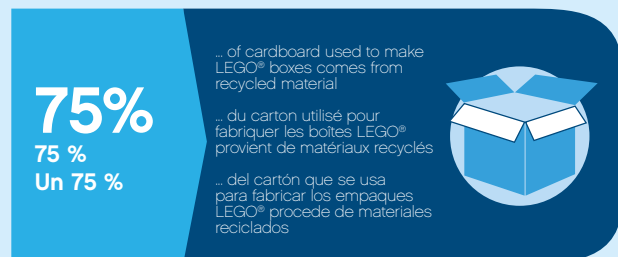 75%
75 %
Un 75 %
... of cardboard used to make
LEGO® boxes comes from
recycled material
... du carton utilisé pour
fabriquer les boîtes LEGO®
provient de matériaux recyclés
... del cartón que se usa
para fabricar los empaques
LEGO® procede de materiales
reciclados